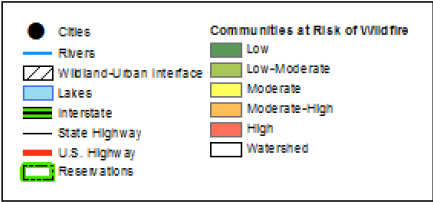 Cities
Rivers
Wildland-Urban Interface
Lakes
Interstate
State Highway
U.S. Highway
Reservations
Communities at Risk of Wildfire
Low
Low-Moderate
Moderate
Moderate-High
High
Watershed